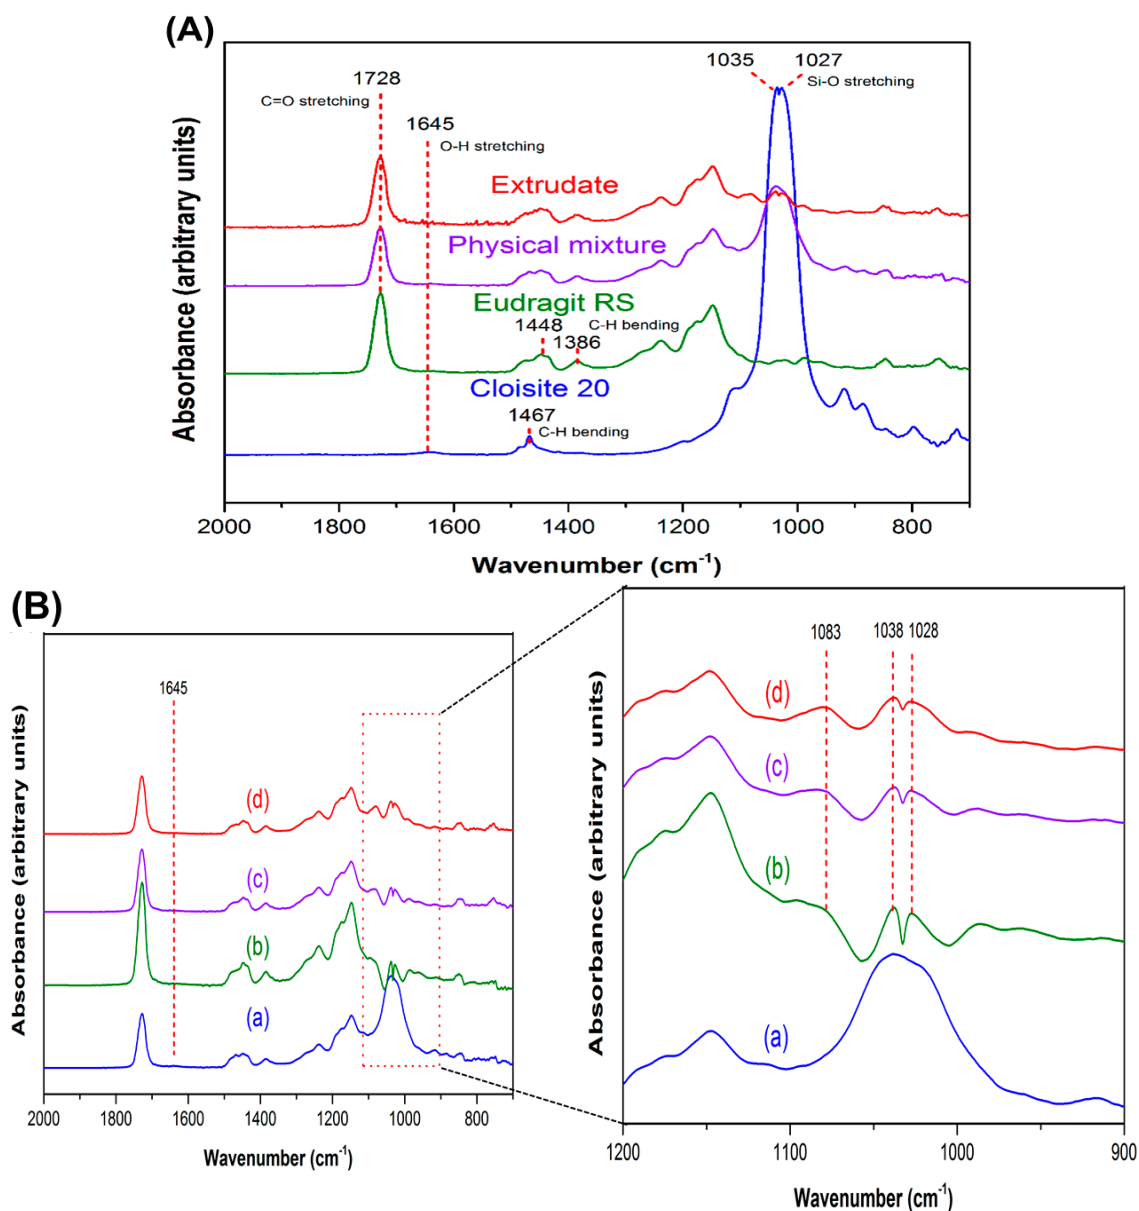 (A)
1035
1027
Si-O stretching
1728
C=O stretching
1645
O-H stretching
Extrudate
Physical mixture
Eudragit RS
1448
C-H bending
1386
Cloisite 20
1467
C-H bending
Absorbance (arbitrary units)
2000 1800 1600 1400 1200 1000 800
Wavenumber (cm⁻¹)
(B)
1645
(d)
(c)
(b)
(a)
Absorbance (arbitrary units)
2000 1800 1600 1400 1200 1000 800
Wavenumber (cm⁻¹)
1083
1038
1028
(d)
(c)
(b)
(a)
Absorbance (arbitrary units)
1200 1100 1000 900
Wavenumber (cm⁻¹)